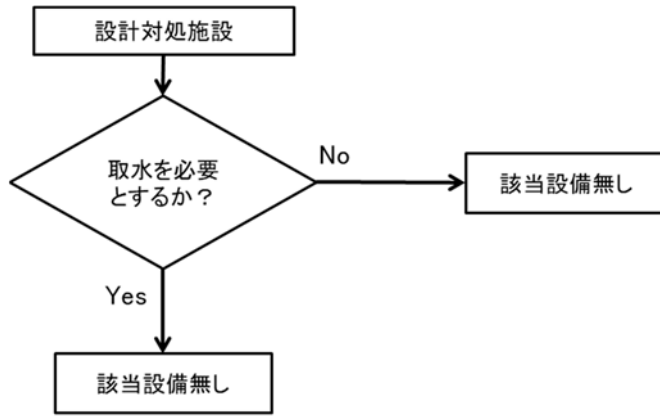 設計対処施設
取水を必要
とするか？
No
該当設備無し
Yes
該当設備無し